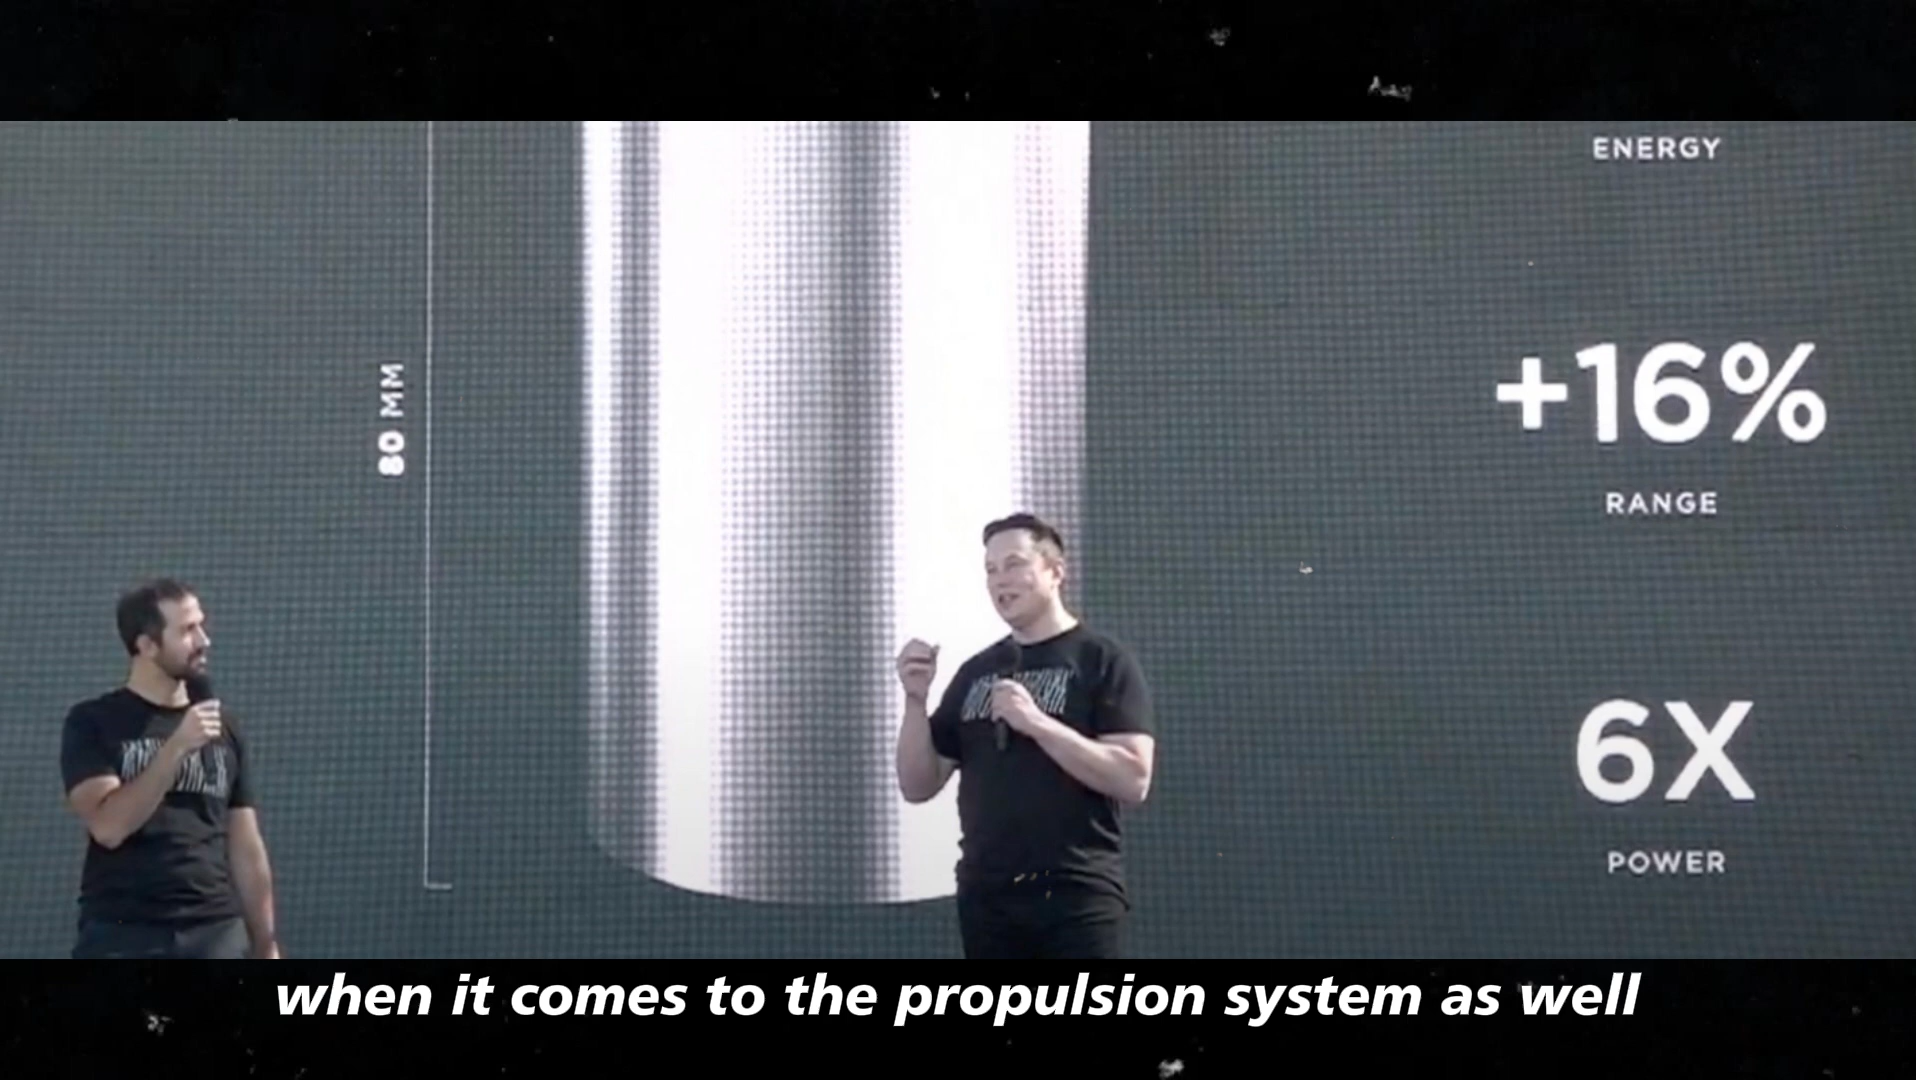 ENERGY
80 MM
+16%
RANGE
6X
POWER
when it comes to the propulsion system as well